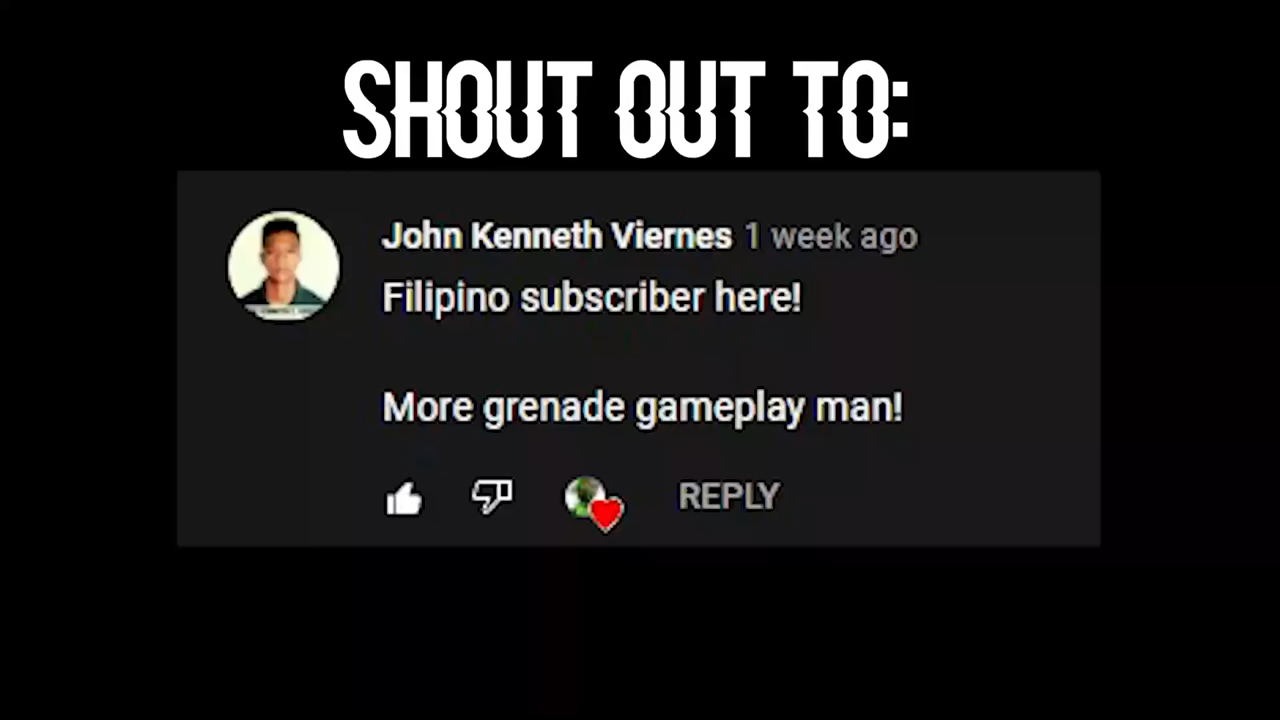 SHOUT OUT TO:
John Kenneth Viernes 1 week ago
Filipino subscriber here!
More grenade gameplay man!
REPLY